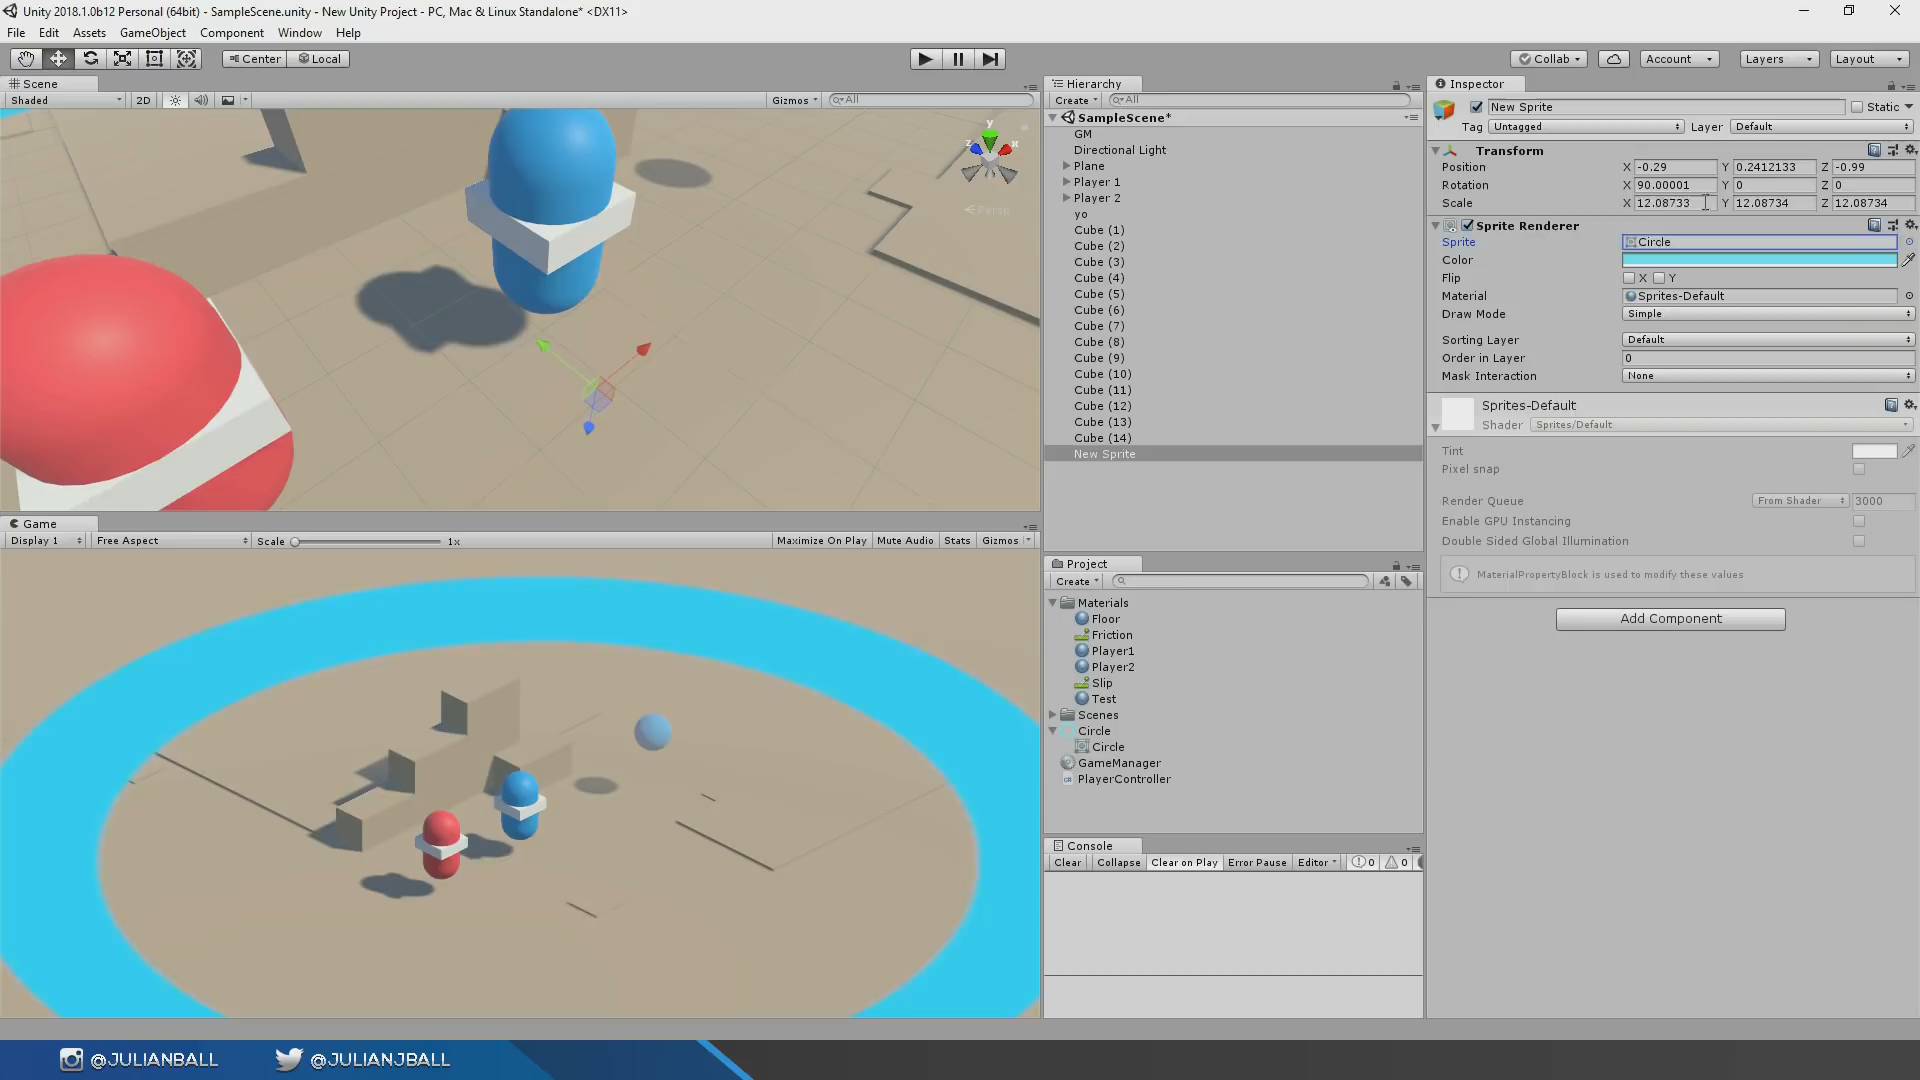 Unity 2018.1.0b12 Personal (64bit) - SampleScene.unity - New Unity Project - PC, Mac & Linux Standalone* <DX11>
File Edit Assets GameObject Component Window Help
Center Local
Collab Account Layers Layout
Scene
Shaded 2D Gizmos All
y
z x
Persp
Game
Display 1 Free Aspect Scale 1x Maximize On Play Mute Audio Stats Gizmos
Hierarchy
Create All
SampleScene*
GM
Directional Light
Plane
Player 1
Player 2
yo
Cube (1)
Cube (2)
Cube (3)
Cube (4)
Cube (5)
Cube (6)
Cube (7)
Cube (8)
Cube (9)
Cube (10)
Cube (11)
Cube (12)
Cube (13)
Cube (14)
New Sprite
Project
Create
Materials
Floor
Friction
Player1
Player2
Slip
Test
Scenes
Circle
Circle
GameManager
PlayerController
Console
Clear Collapse Clear on Play Error Pause Editor 0 0
Inspector
New Sprite Static
Tag Untagged Layer Default
Transform
Position X -0.29 Y 0.2412133 Z -0.99
Rotation X 90.00001 Y 0 Z 0
Scale X 12.08733 Y 12.08734 Z 12.08734
Sprite Renderer
Sprite Circle
Color
Flip X Y
Material Sprites-Default
Draw Mode Simple
Sorting Layer Default
Order in Layer 0
Mask Interaction None
Sprites-Default
Shader Sprites/Default
Tint
Pixel snap
Render Queue From Shader 3000
Enable GPU Instancing
Double Sided Global Illumination
MaterialPropertyBlock is used to modify these values
Add Component
@JULIANBALL @JULIANJBALL